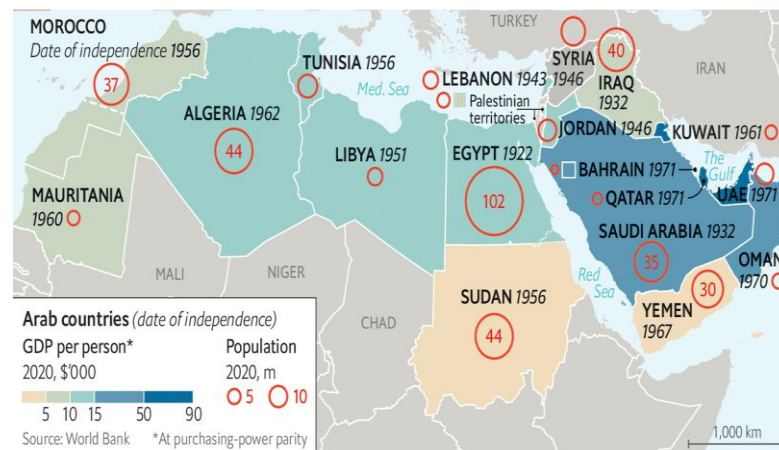 TURKEY
MOROCCO
Date of independence 1956
37
TUNISIA 1956
Med. Sea
LEBANON 1943
SYRIA
1946
40
IRAQ
1932
IRAN
Palestinian
territories
ALGERIA 1962
44
LIBYA 1951
EGYPT 1922
102
JORDAN 1946
KUWAIT 1961
The
Gulf
BAHRAIN 1971
QATAR 1971
UAE
1971
MAURITANIA
1960
SAUDI ARABIA 1932
35
OMAN
1970
Red
Sea
YEMEN
1967
30
MALI
NIGER
CHAD
SUDAN 1956
44
Arab countries (date of independence)
GDP per person*
2020, $'000
5 10 15 50 90
Population
2020, m
5 10
Source: World Bank *At purchasing-power parity
1,000 km